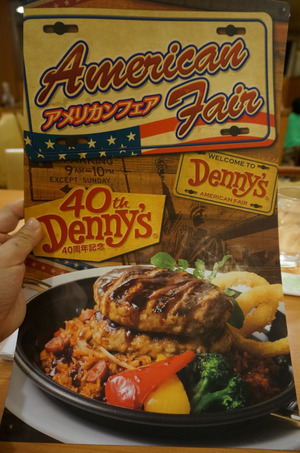 American
アメリカンフェア
Fair
9AM-10PM
EXCEPT SUNDAY
WELCOME TO
Denny's
AMERICAN FAIR
40th
Denny's
40周年記念